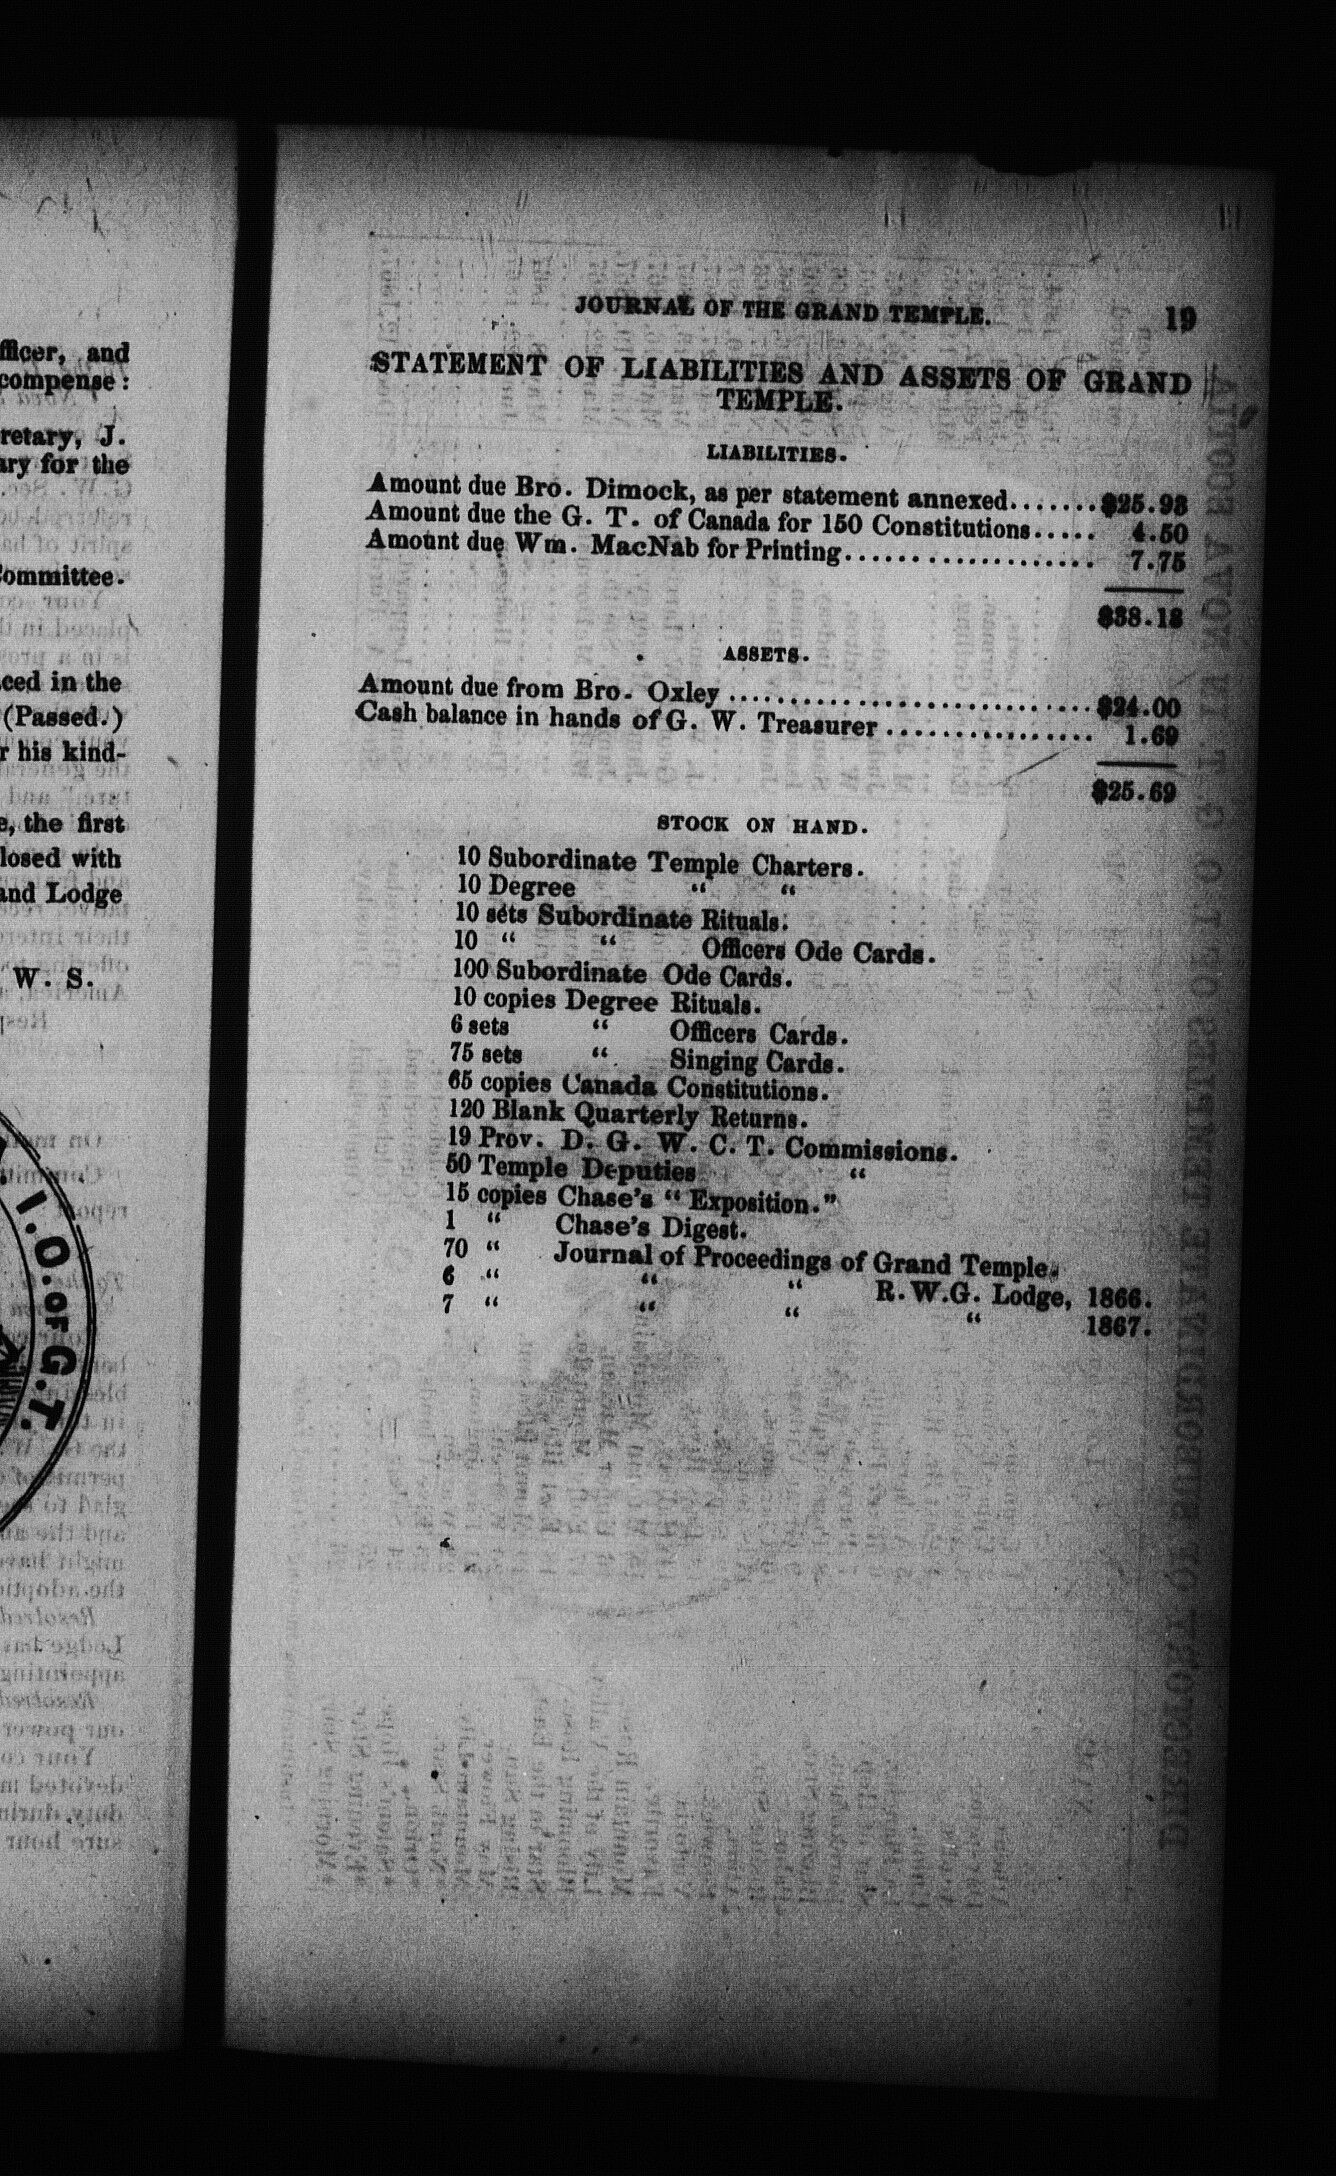 fficer, and
compense:
retary, J.
ary for the
Committee.
ced in the
(Passed.)
r his kind-
e, the first
losed with
and Lodge
W. S.
I. O. OF G. T.
JOURNAL OF THE GRAND TEMPLE. 19
STATEMENT OF LIABILITIES AND ASSETS OF GRAND
TEMPLE.
LIABILITIES.
Amount due Bro. Dimock, as per statement annexed.......$25.93
Amount due the G. T. of Canada for 150 Constitutions..... 4.50
Amount due Wm. MacNab for Printing................... 7.75
$38.18
ASSETS.
Amount due from Bro. Oxley ............................$24.00
Cash balance in hands of G. W. Treasurer ............... 1.69
$25.69
STOCK ON HAND.
10 Subordinate Temple Charters.
10 Degree “ “
10 sets Subordinate Rituals.
10 “ “ Officers Ode Cards.
100 Subordinate Ode Cards.
10 copies Degree Rituals.
6 sets “ Officers Cards.
75 sets “ Singing Cards.
65 copies Canada Constitutions.
120 Blank Quarterly Returns.
19 Prov. D. G. W. C. T. Commissions.
50 Temple Deputies “
15 copies Chase's “Exposition.”
1 “ Chase's Digest.
70 “ Journal of Proceedings of Grand Temple.
6 “ “ “ R.W.G. Lodge, 1866.
7 “ “ “ “ 1867.